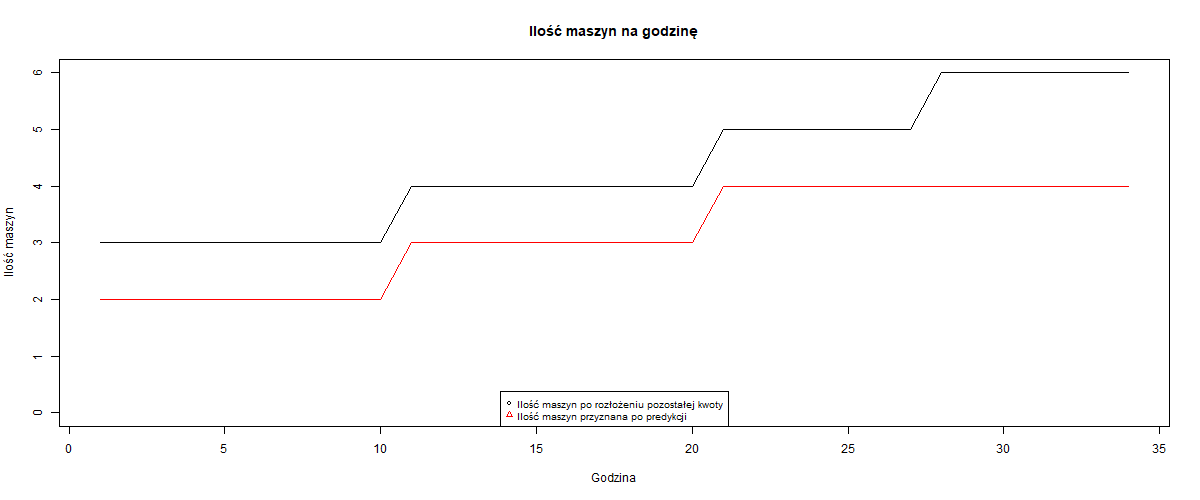 Ilość maszyn na godzinę
6
5
4
3
2
1
0
Ilość maszyn
Ilość maszyn po rozłożeniu pozostałej kwoty
Ilość maszyn przyznana po predykcji
0 5 10 15 20 25 30 35
Godzina